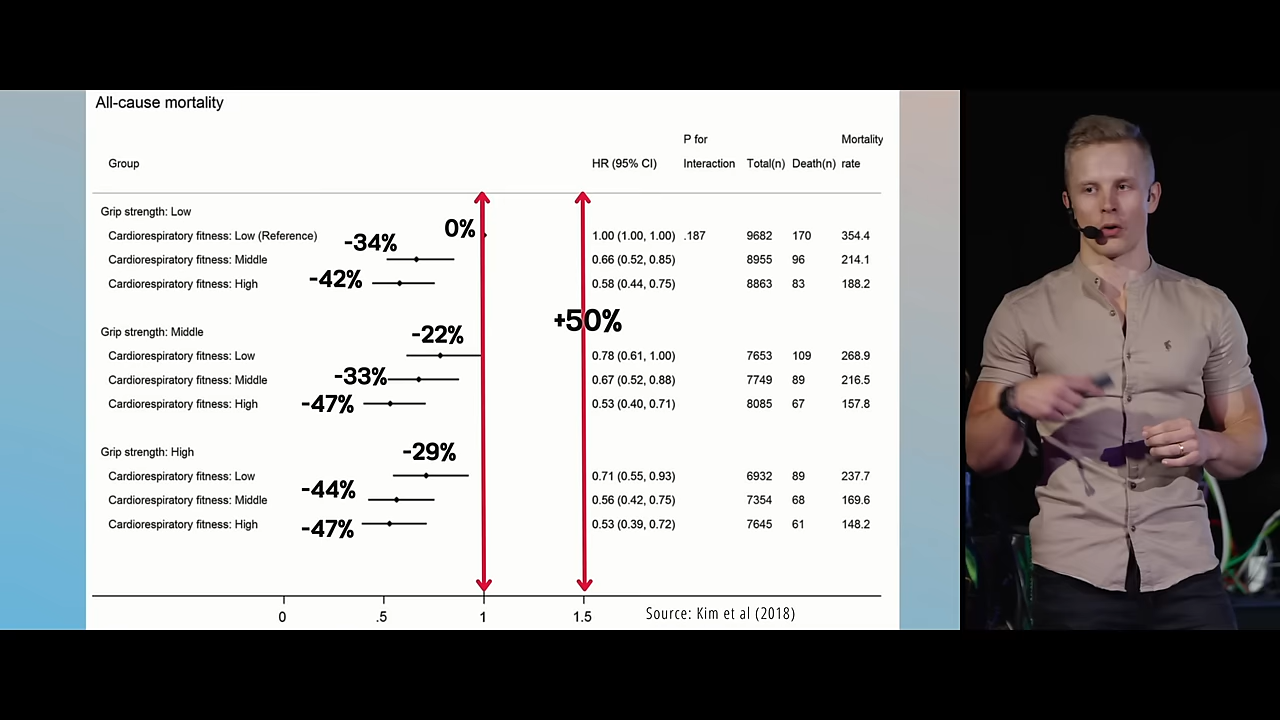 All-cause mortality
P for Mortality
Group HR (95% CI) Interaction Total(n) Death(n) rate
Grip strength: Low
Cardiorespiratory fitness: Low (Reference) 0% 1.00 (1.00, 1.00) .187 9682 170 354.4
Cardiorespiratory fitness: Middle -34% 0.66 (0.52, 0.85) 8955 96 214.1
Cardiorespiratory fitness: High -42% 0.58 (0.44, 0.75) 8863 83 188.2
+50%
Grip strength: Middle
Cardiorespiratory fitness: Low -22% 0.78 (0.61, 1.00) 7653 109 268.9
Cardiorespiratory fitness: Middle -33% 0.67 (0.52, 0.88) 7749 89 216.5
Cardiorespiratory fitness: High -47% 0.53 (0.40, 0.71) 8085 67 157.8
Grip strength: High
Cardiorespiratory fitness: Low -29% 0.71 (0.55, 0.93) 6932 89 237.7
Cardiorespiratory fitness: Middle -44% 0.56 (0.42, 0.75) 7354 68 169.6
Cardiorespiratory fitness: High -47% 0.53 (0.39, 0.72) 7645 61 148.2
0 .5 1 1.5 Source: Kim et al (2018)